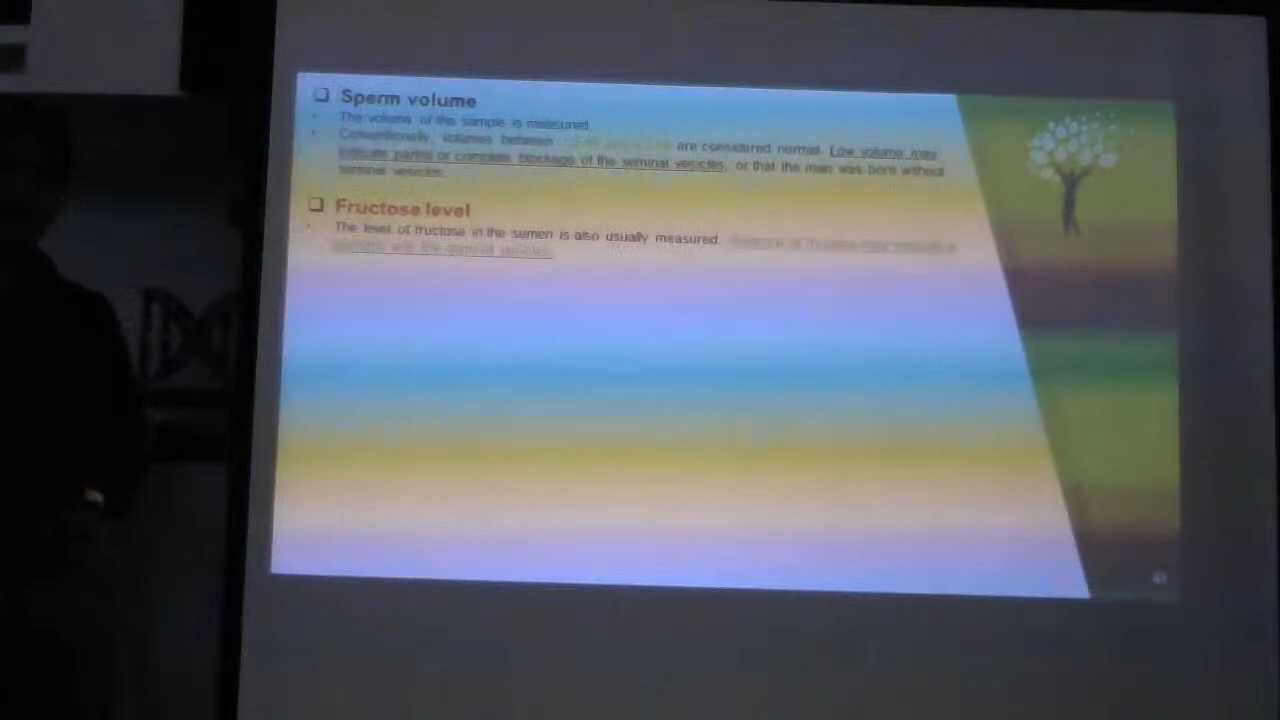 Sperm volume
The volume of the sample is measured.
Conventionally, volumes between are considered normal. Low volume may
indicate partial or complete blockage of the seminal vesicles, or that the man was born without
seminal vesicles.
Fructose level
The level of fructose in the semen is also usually measured.